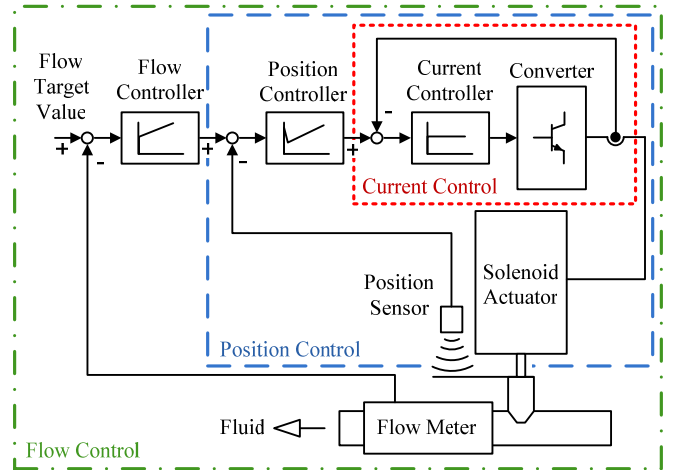 Flow
Target
Value
Flow
Controller
Position
Controller
Current
Controller
Converter
+
-
+
-
+
-
Current Control
Solenoid
Actuator
Position
Sensor
Position Control
Fluid
Flow Meter
Flow Control